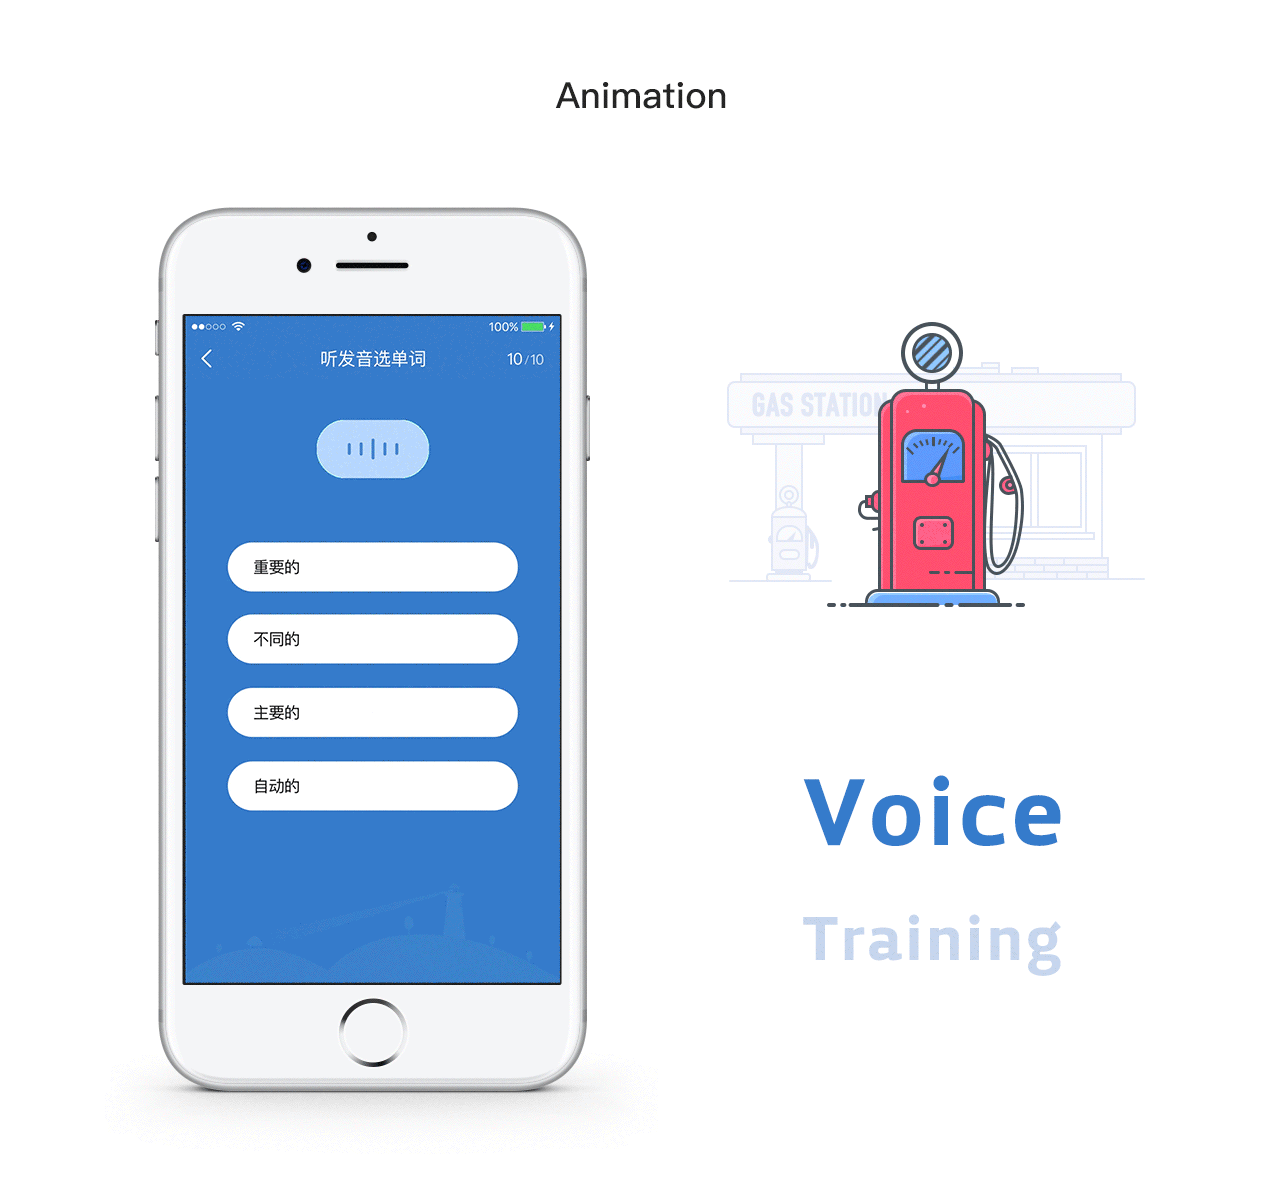 Animation
100%
听发音选单词
10/10
重要的
不同的
主要的
自动的
GAS STATION
Voice
Training